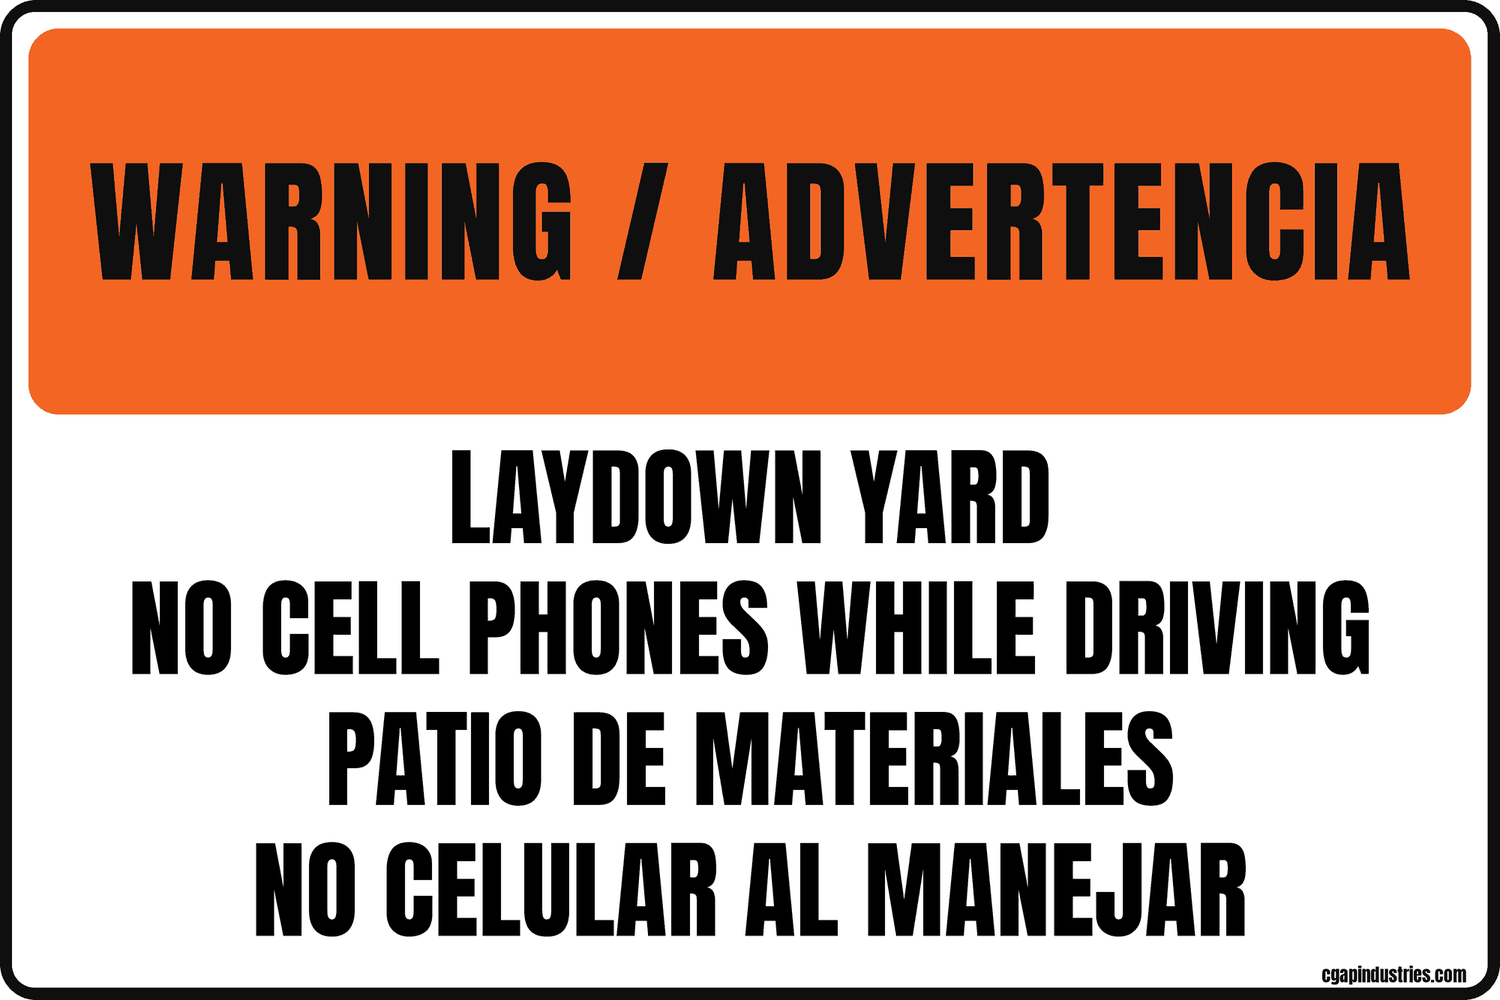 WARNING / ADVERTENCIA
LAYDOWN YARD
NO CELL PHONES WHILE DRIVING
PATIO DE MATERIALES
NO CELULAR AL MANEJAR
cgapindustries.com